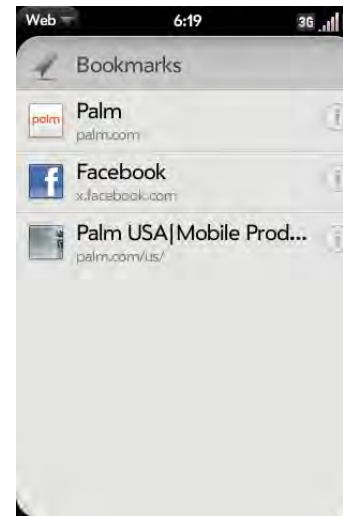 Web 6:19 3G
Bookmarks
palm
Palm
palm.com
f
Facebook
x.facebook.com
Palm USA|Mobile Prod...
palm.com/us/